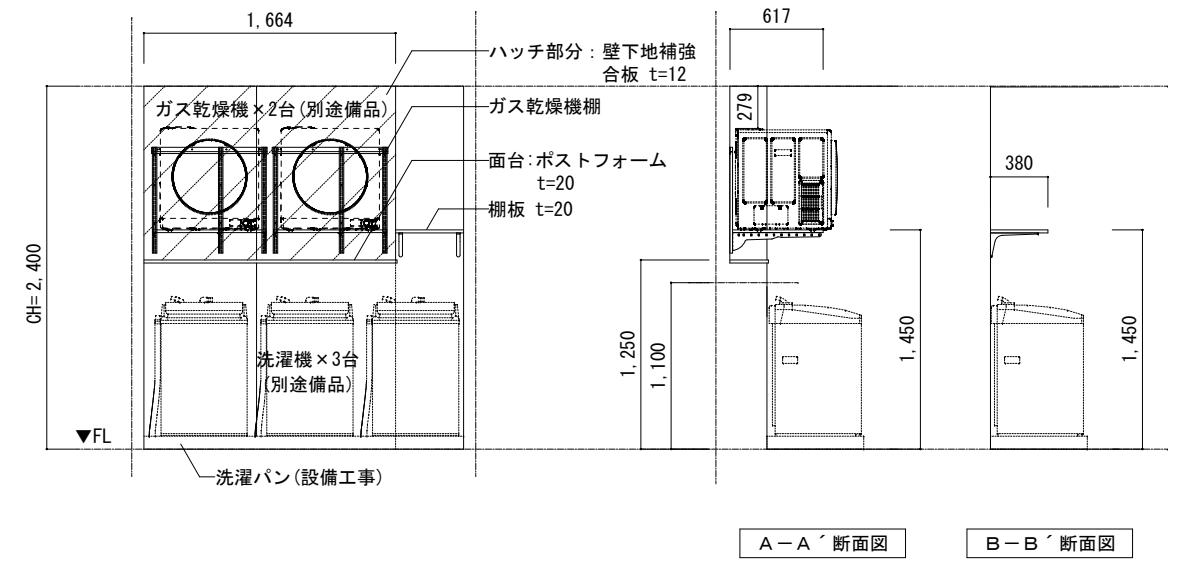 1,664
ハッチ部分：壁下地補強
合板 t=12
ガス乾燥機×2台(別途備品)
ガス乾燥機棚
面台:ポストフォーム
t=20
棚板 t=20
CH=2,400
洗濯機×3台
(別途備品)
▼FL
洗濯パン(設備工事)
617
279
1,250
1,100
1,450
380
1,450
A－A´断面図
B－B´断面図